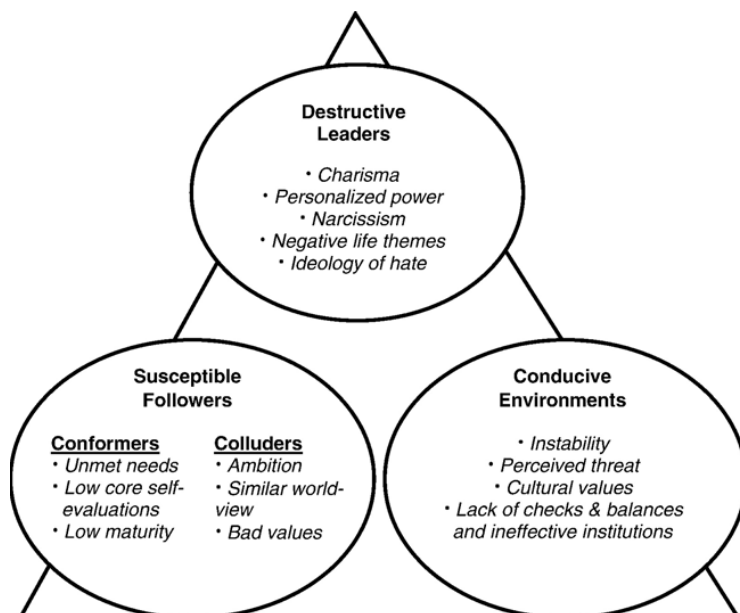 Destructive
Leaders
· Charisma
· Personalized power
· Narcissism
· Negative life themes
· Ideology of hate
Susceptible
Followers
Conformers
· Unmet needs
· Low core self-
evaluations
· Low maturity
Colluders
· Ambition
· Similar world-
view
· Bad values
Conducive
Environments
· Instability
· Perceived threat
· Cultural values
· Lack of checks & balances
and ineffective institutions